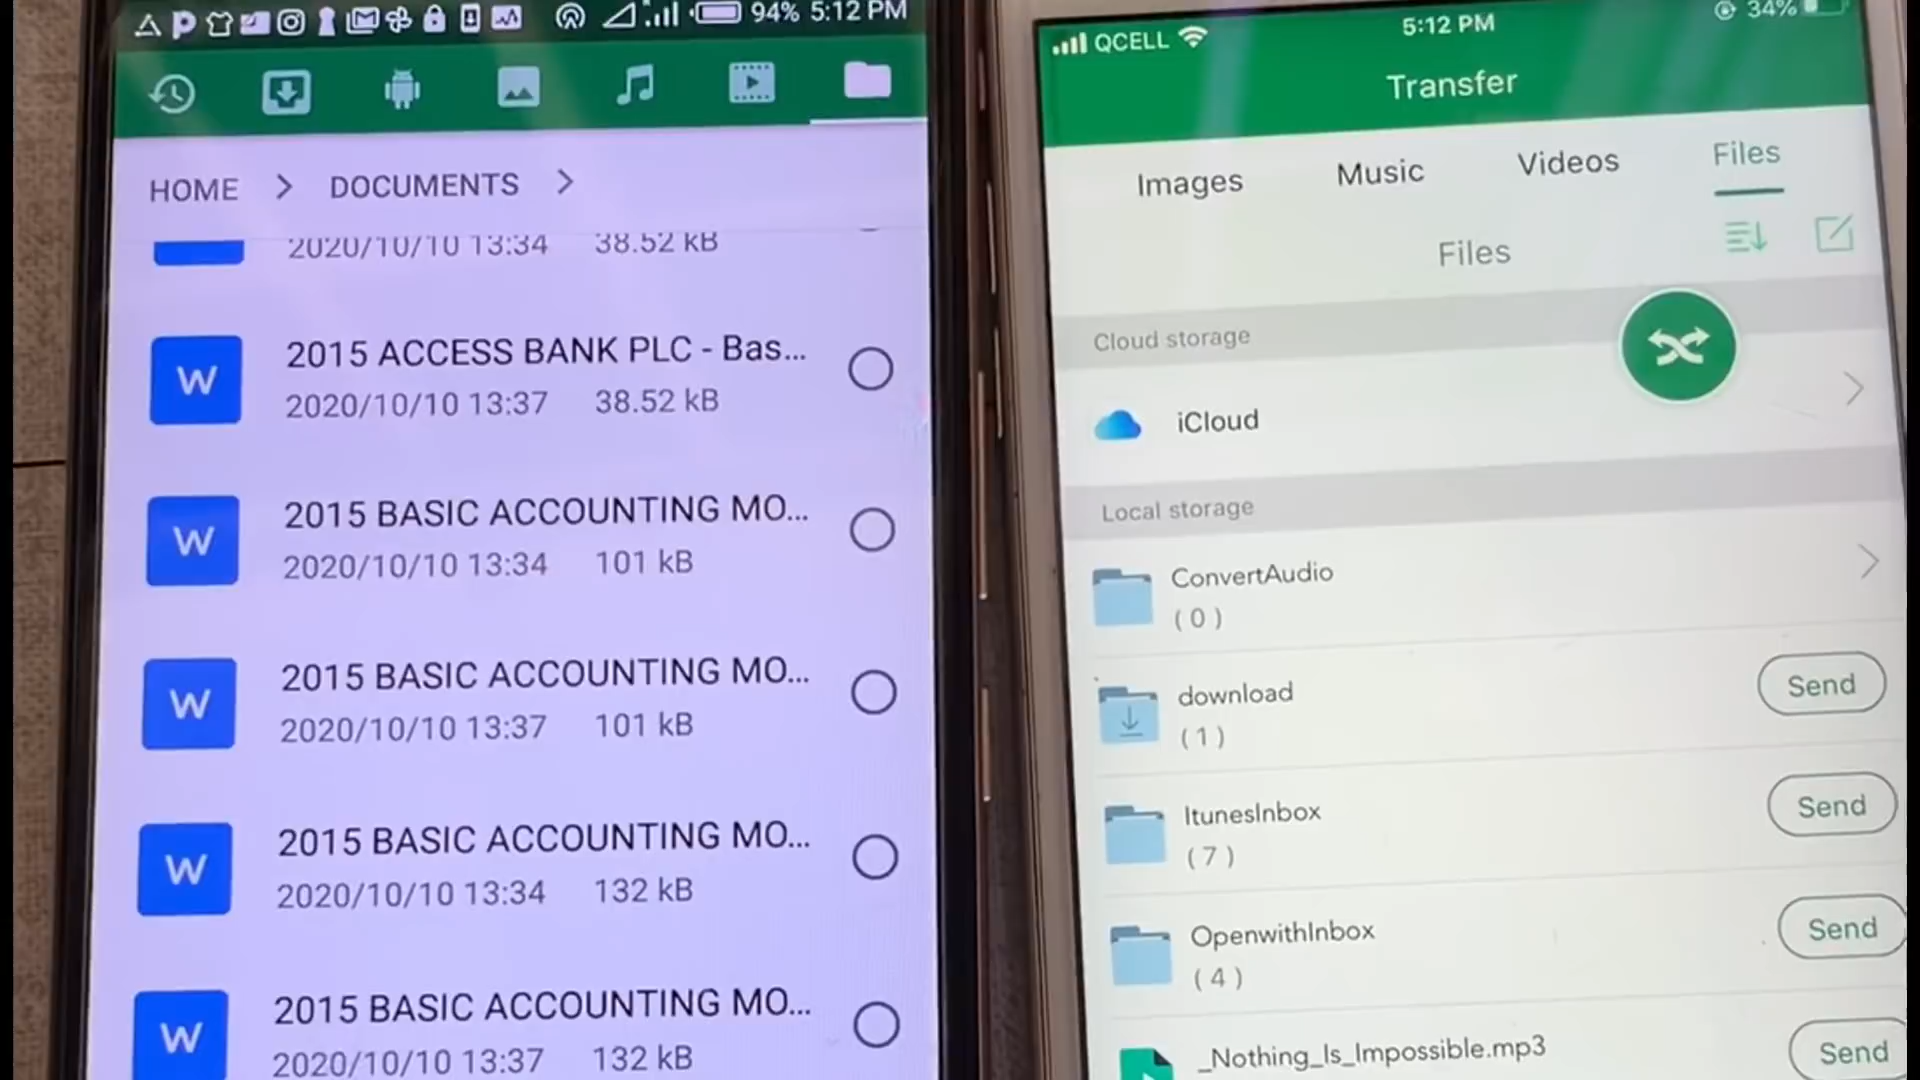 94% 5:12 PM
HOME > DOCUMENTS >
2020/10/10 13:34 38.52 kB
W
2015 ACCESS BANK PLC - Bas...
2020/10/10 13:37 38.52 kB
W
2015 BASIC ACCOUNTING MO...
2020/10/10 13:34 101 kB
W
2015 BASIC ACCOUNTING MO...
2020/10/10 13:37 101 kB
W
2015 BASIC ACCOUNTING MO...
2020/10/10 13:34 132 kB
W
2015 BASIC ACCOUNTING MO...
2020/10/10 13:37 132 kB
QCELL 5:12 PM 34%
Transfer
Images Music Videos Files
Files
Cloud storage
iCloud
Local storage
ConvertAudio
(0)
download
(1)
Send
ItunesInbox
(7)
Send
OpenwithInbox
(4)
Send
_Nothing_Is_Impossible.mp3
Send